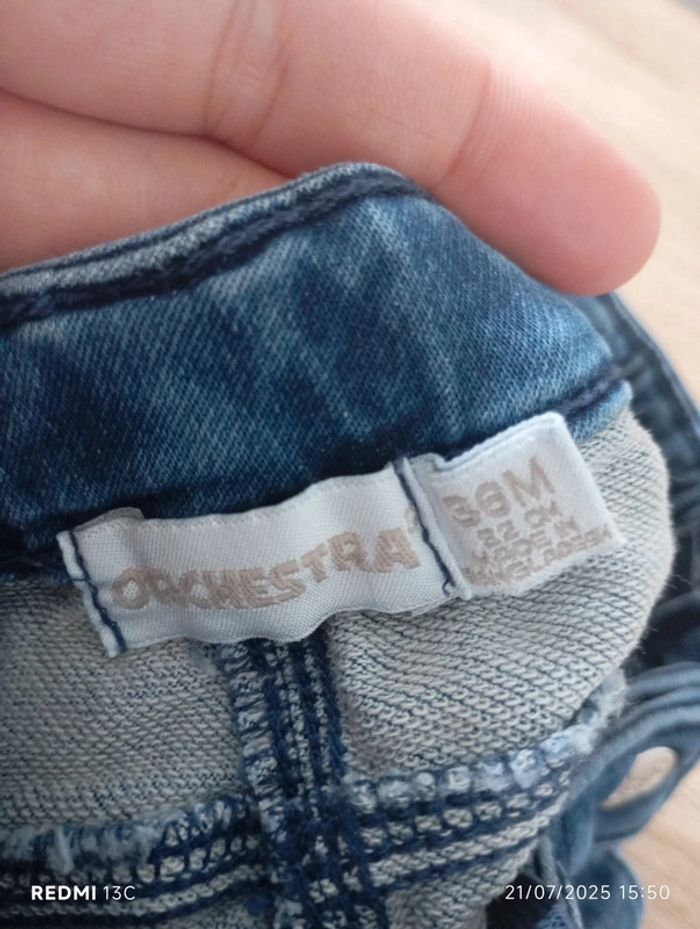 ORCHESTRA
36M
MADE IN
BANGLADESH
REDMI 13C
21/07/2025 15:50